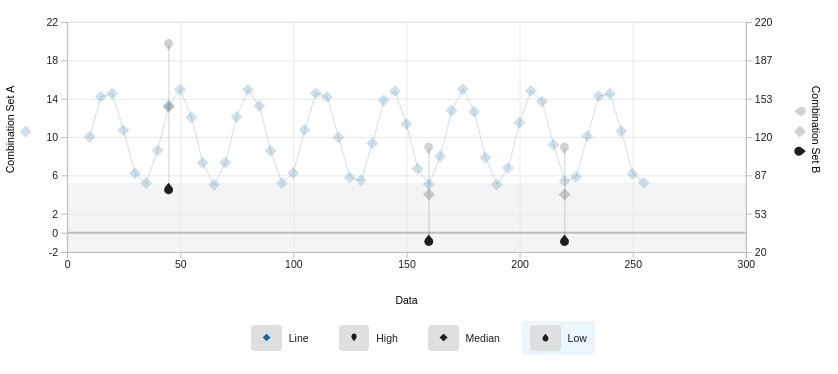 22
18
14
10
6
2
0
-2
220
187
153
120
87
53
20
0
50
100
150
200
250
300
Combination Set A
Combination
Combination Set B
Data
Line
High
Median
Low